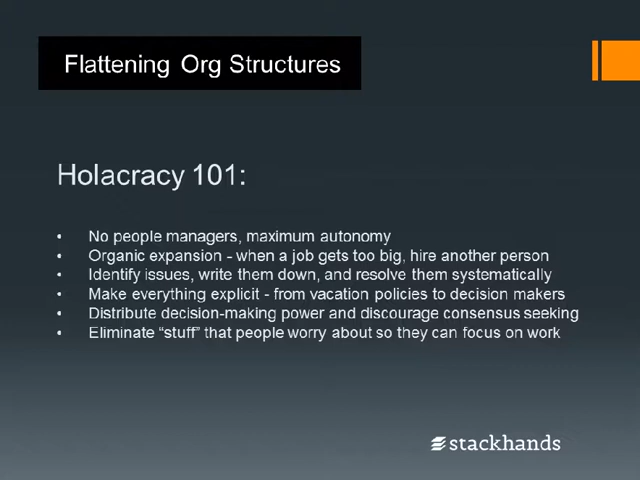 Flattening Org Structures
Holacracy 101:
• No people managers, maximum autonomy
• Organic expansion - when a job gets too big, hire another person
• Identify issues, write them down, and resolve them systematically
• Make everything explicit - from vacation policies to decision makers
• Distribute decision-making power and discourage consensus seeking
• Eliminate “stuff” that people worry about so they can focus on work
stackhands